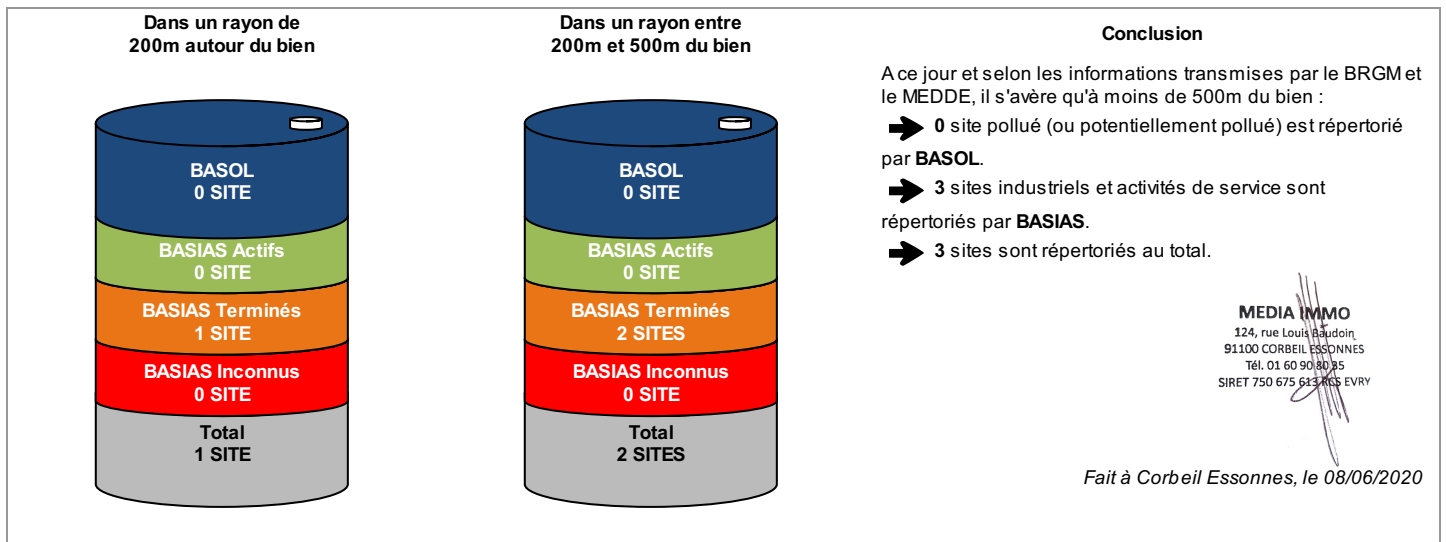 Dans un rayon de
200m autour du bien
BASOL
0 SITE
BASIAS Actifs
0 SITE
BASIAS Terminés
1 SITE
BASIAS Inconnus
0 SITE
Total
1 SITE
Dans un rayon entre
200m et 500m du bien
BASOL
0 SITE
BASIAS Actifs
0 SITE
BASIAS Terminés
2 SITES
BASIAS Inconnus
0 SITE
Total
2 SITES
Conclusion
A ce jour et selon les informations transmises par le BRGM et
le MEDDE, il s'avère qu'à moins de 500m du bien :
0 site pollué (ou potentiellement pollué) est répertorié
par BASOL.
3 sites industriels et activités de service sont
répertoriés par BASIAS.
3 sites sont répertoriés au total.
MEDIA IMMO
124, rue Louis Baudoin
91100 CORBEIL ESSONNES
Tél. 01 60 90 80 85
SIRET 750 675 613 RCS EVRY
Fait à Corbeil Essonnes, le 08/06/2020